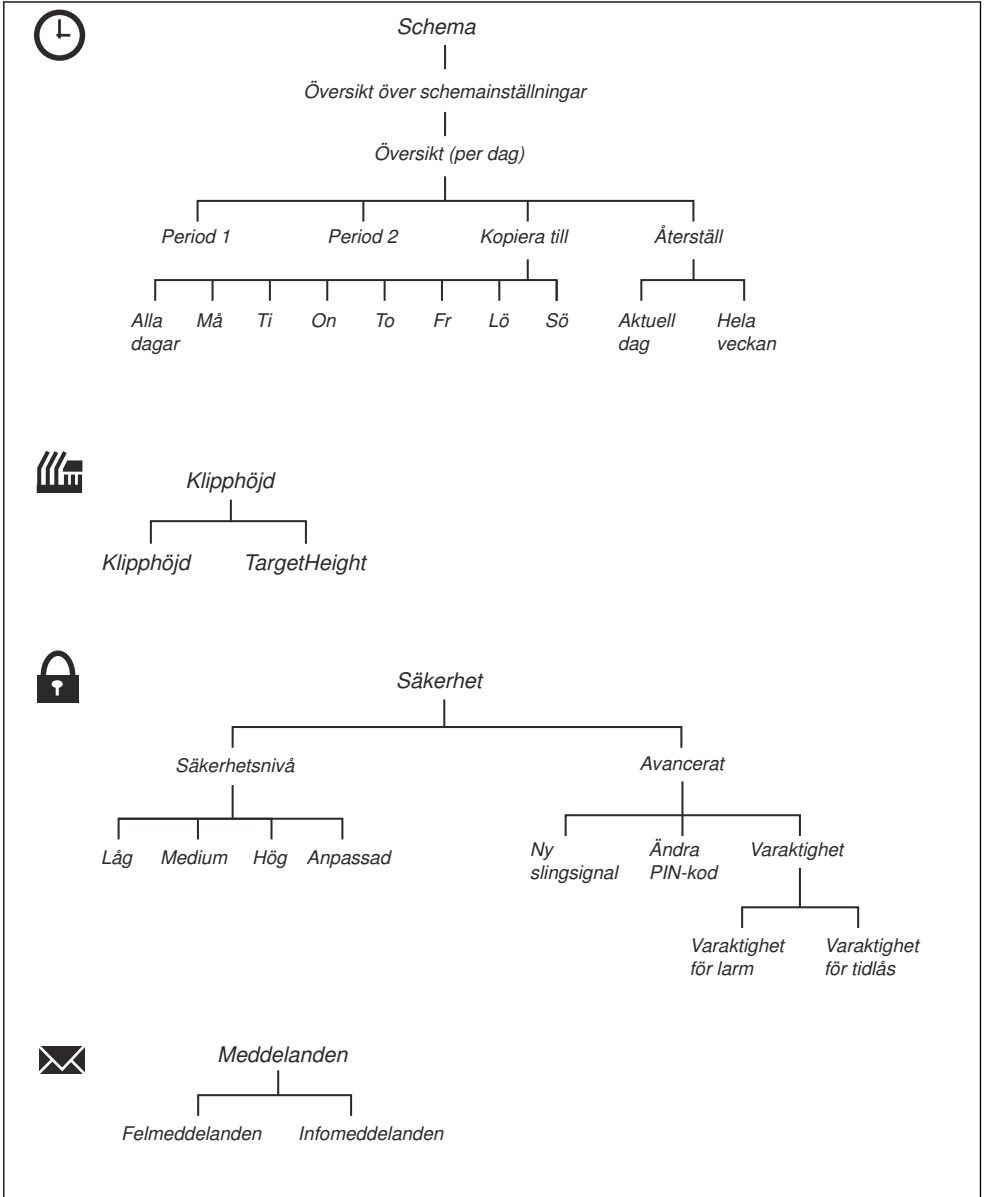 Schema
Översikt över schemainställningar
Översikt (per dag)
Period 1 Period 2 Kopiera till Återställ
Alla dagar Må Ti On To Fr Lö Sö Aktuell dag Hela veckan
Klipphöjd
Klipphöjd TargetHeight
Säkerhet
Säkerhetsnivå Avancerat
Låg Medium Hög Anpassad Ny slingsignal Ändra PIN-kod Varaktighet
Varaktighet för larm Varaktighet för tidlås
Meddelanden
Felmeddelanden Infomeddelanden